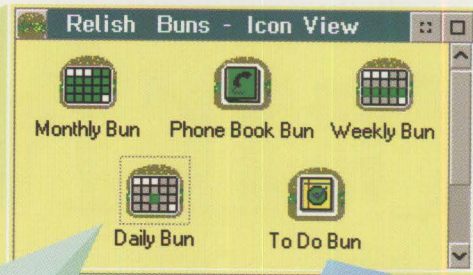 Relish Buns - Icon View
Monthly Bun Phone Book Bun Weekly Bun
Daily Bun To Do Bun